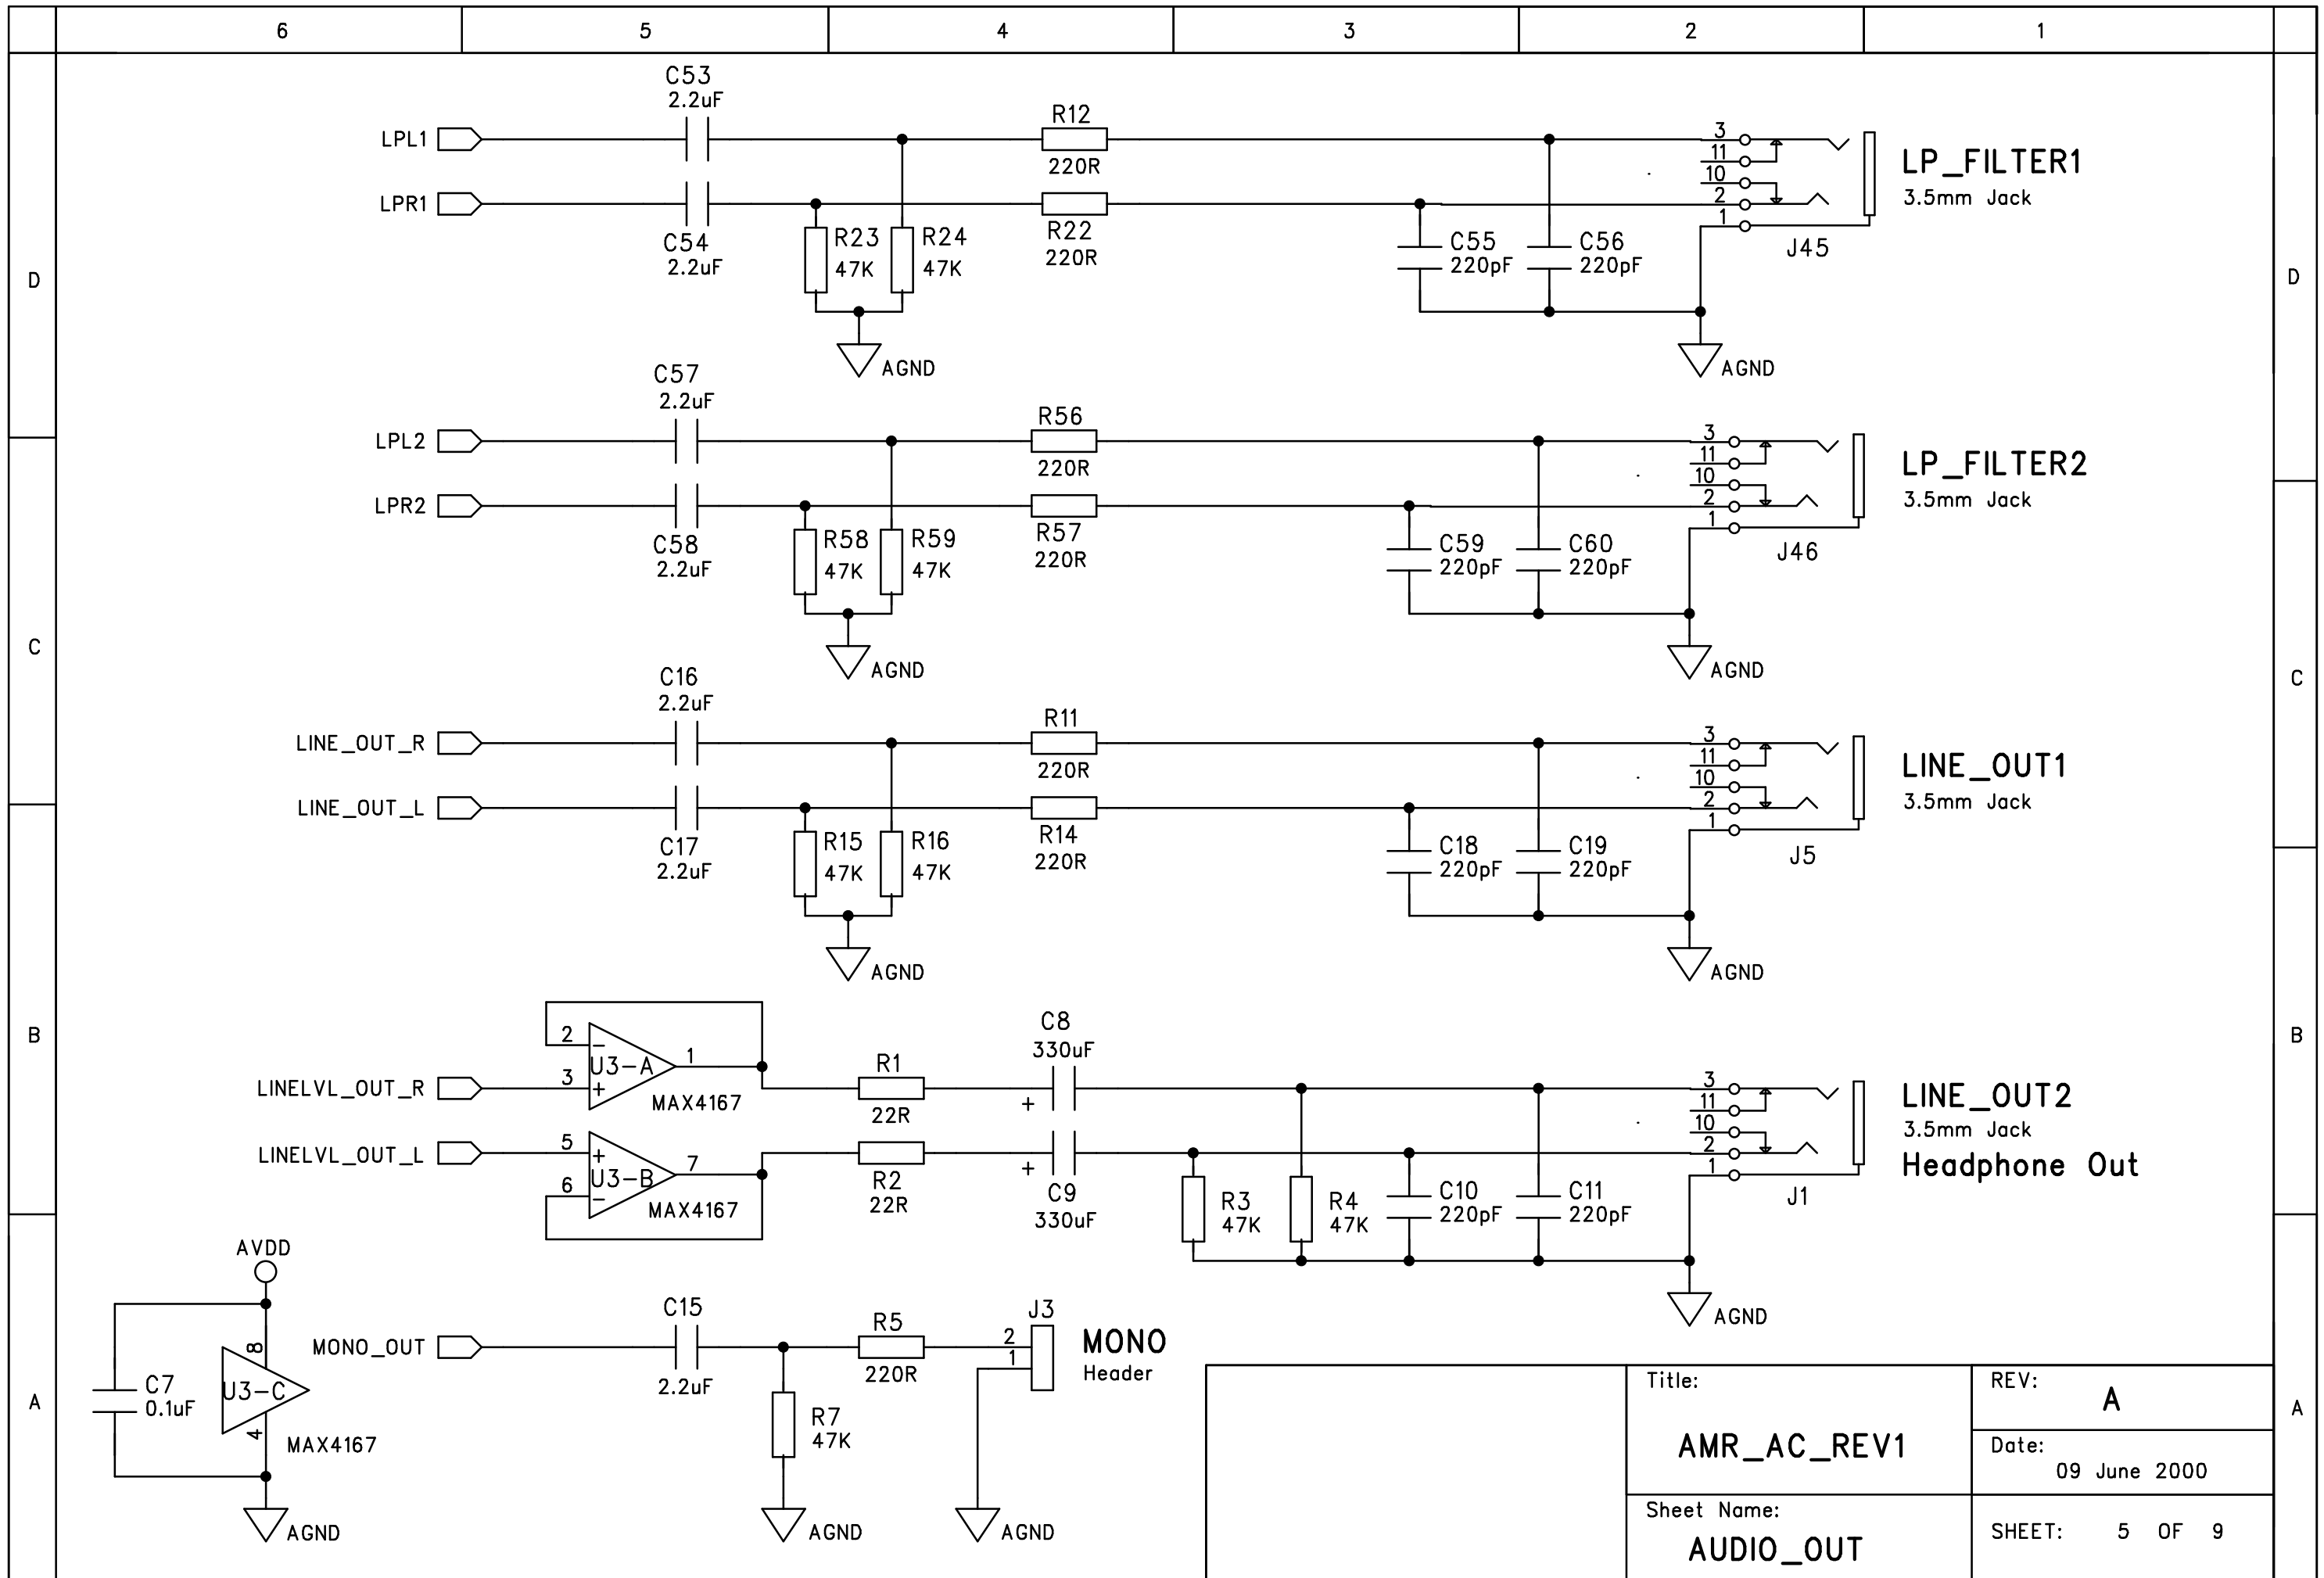 6 5 4 3 2 1
D D
C C
B B
A A
C53
2.2uF
LPL1
R12
220R
LPR1
C54
2.2uF
R23
47K
R24
47K
R22
220R
C55
220pF
C56
220pF
3
11
10
2
1
J45
LP_FILTER1
3.5mm Jack
AGND
AGND
C57
2.2uF
LPL2
R56
220R
LPR2
C58
2.2uF
R58
47K
R59
47K
R57
220R
C59
220pF
C60
220pF
3
11
10
2
1
J46
LP_FILTER2
3.5mm Jack
AGND
AGND
C16
2.2uF
LINE_OUT_R
R11
220R
LINE_OUT_L
C17
2.2uF
R15
47K
R16
47K
R14
220R
C18
220pF
C19
220pF
3
11
10
2
1
J5
LINE_OUT1
3.5mm Jack
AGND
AGND
LINELVL_OUT_R
2
-
3
+
U3-A
1
MAX4167
R1
22R
C8
330uF
+
LINELVL_OUT_L
5
+
6
-
U3-B
7
MAX4167
R2
22R
+
C9
330uF
R3
47K
R4
47K
C10
220pF
C11
220pF
3
11
10
2
1
J1
LINE_OUT2
3.5mm Jack
Headphone Out
AGND
AVDD
C7
0.1uF
8
U3-C
4
MAX4167
AGND
MONO_OUT
C15
2.2uF
R7
47K
R5
220R
J3
2
1
MONO
Header
AGND
AGND
Title:
AMR_AC_REV1
REV:
A
Date:
09 June 2000
Sheet Name:
AUDIO_OUT
SHEET: 5 OF 9